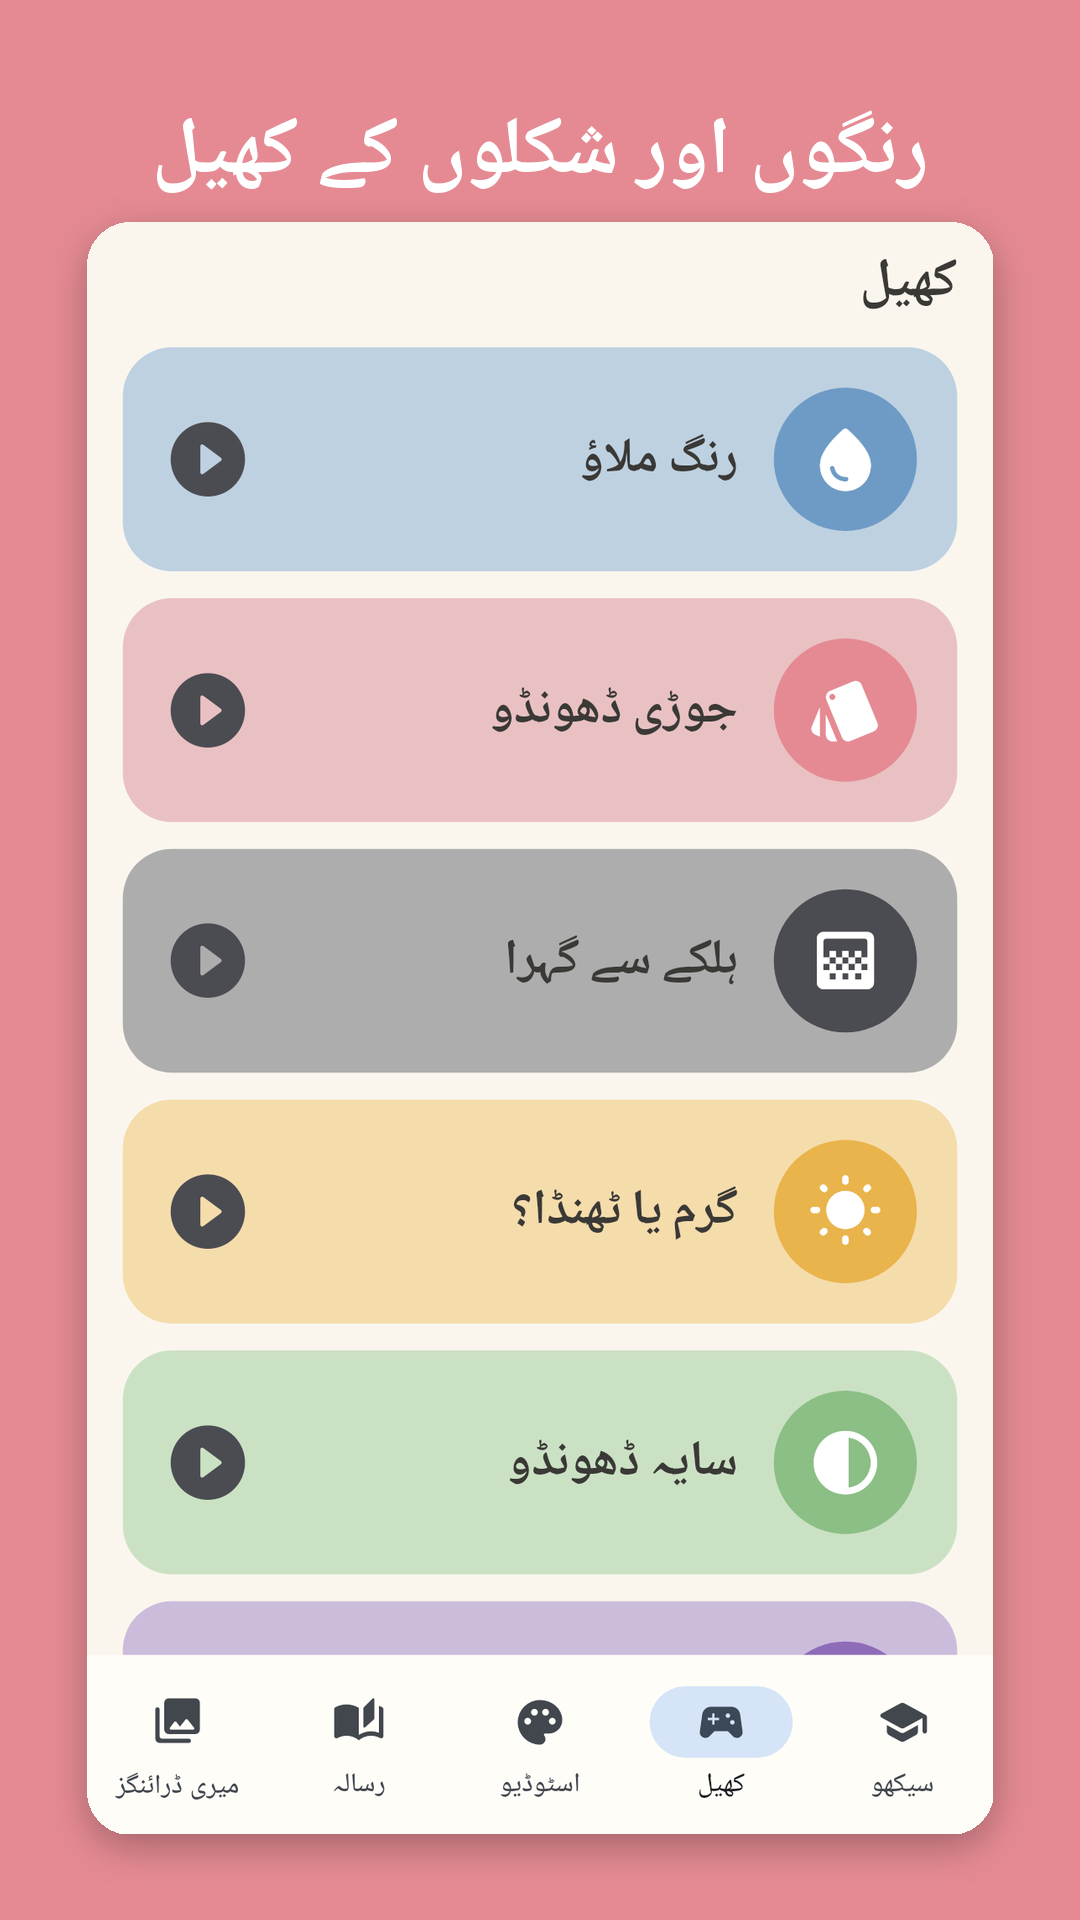 رنگوں اور شکلوں کے کھیل
کھیل
رنگ ملاؤ
جوڑی ڈھونڈو
ہلکے سے گہرا
گرم یا ٹھنڈا؟
سایہ ڈھونڈو
سیکھو
کھیل
اسٹوڈیو
رسالہ
میری ڈرائنگز